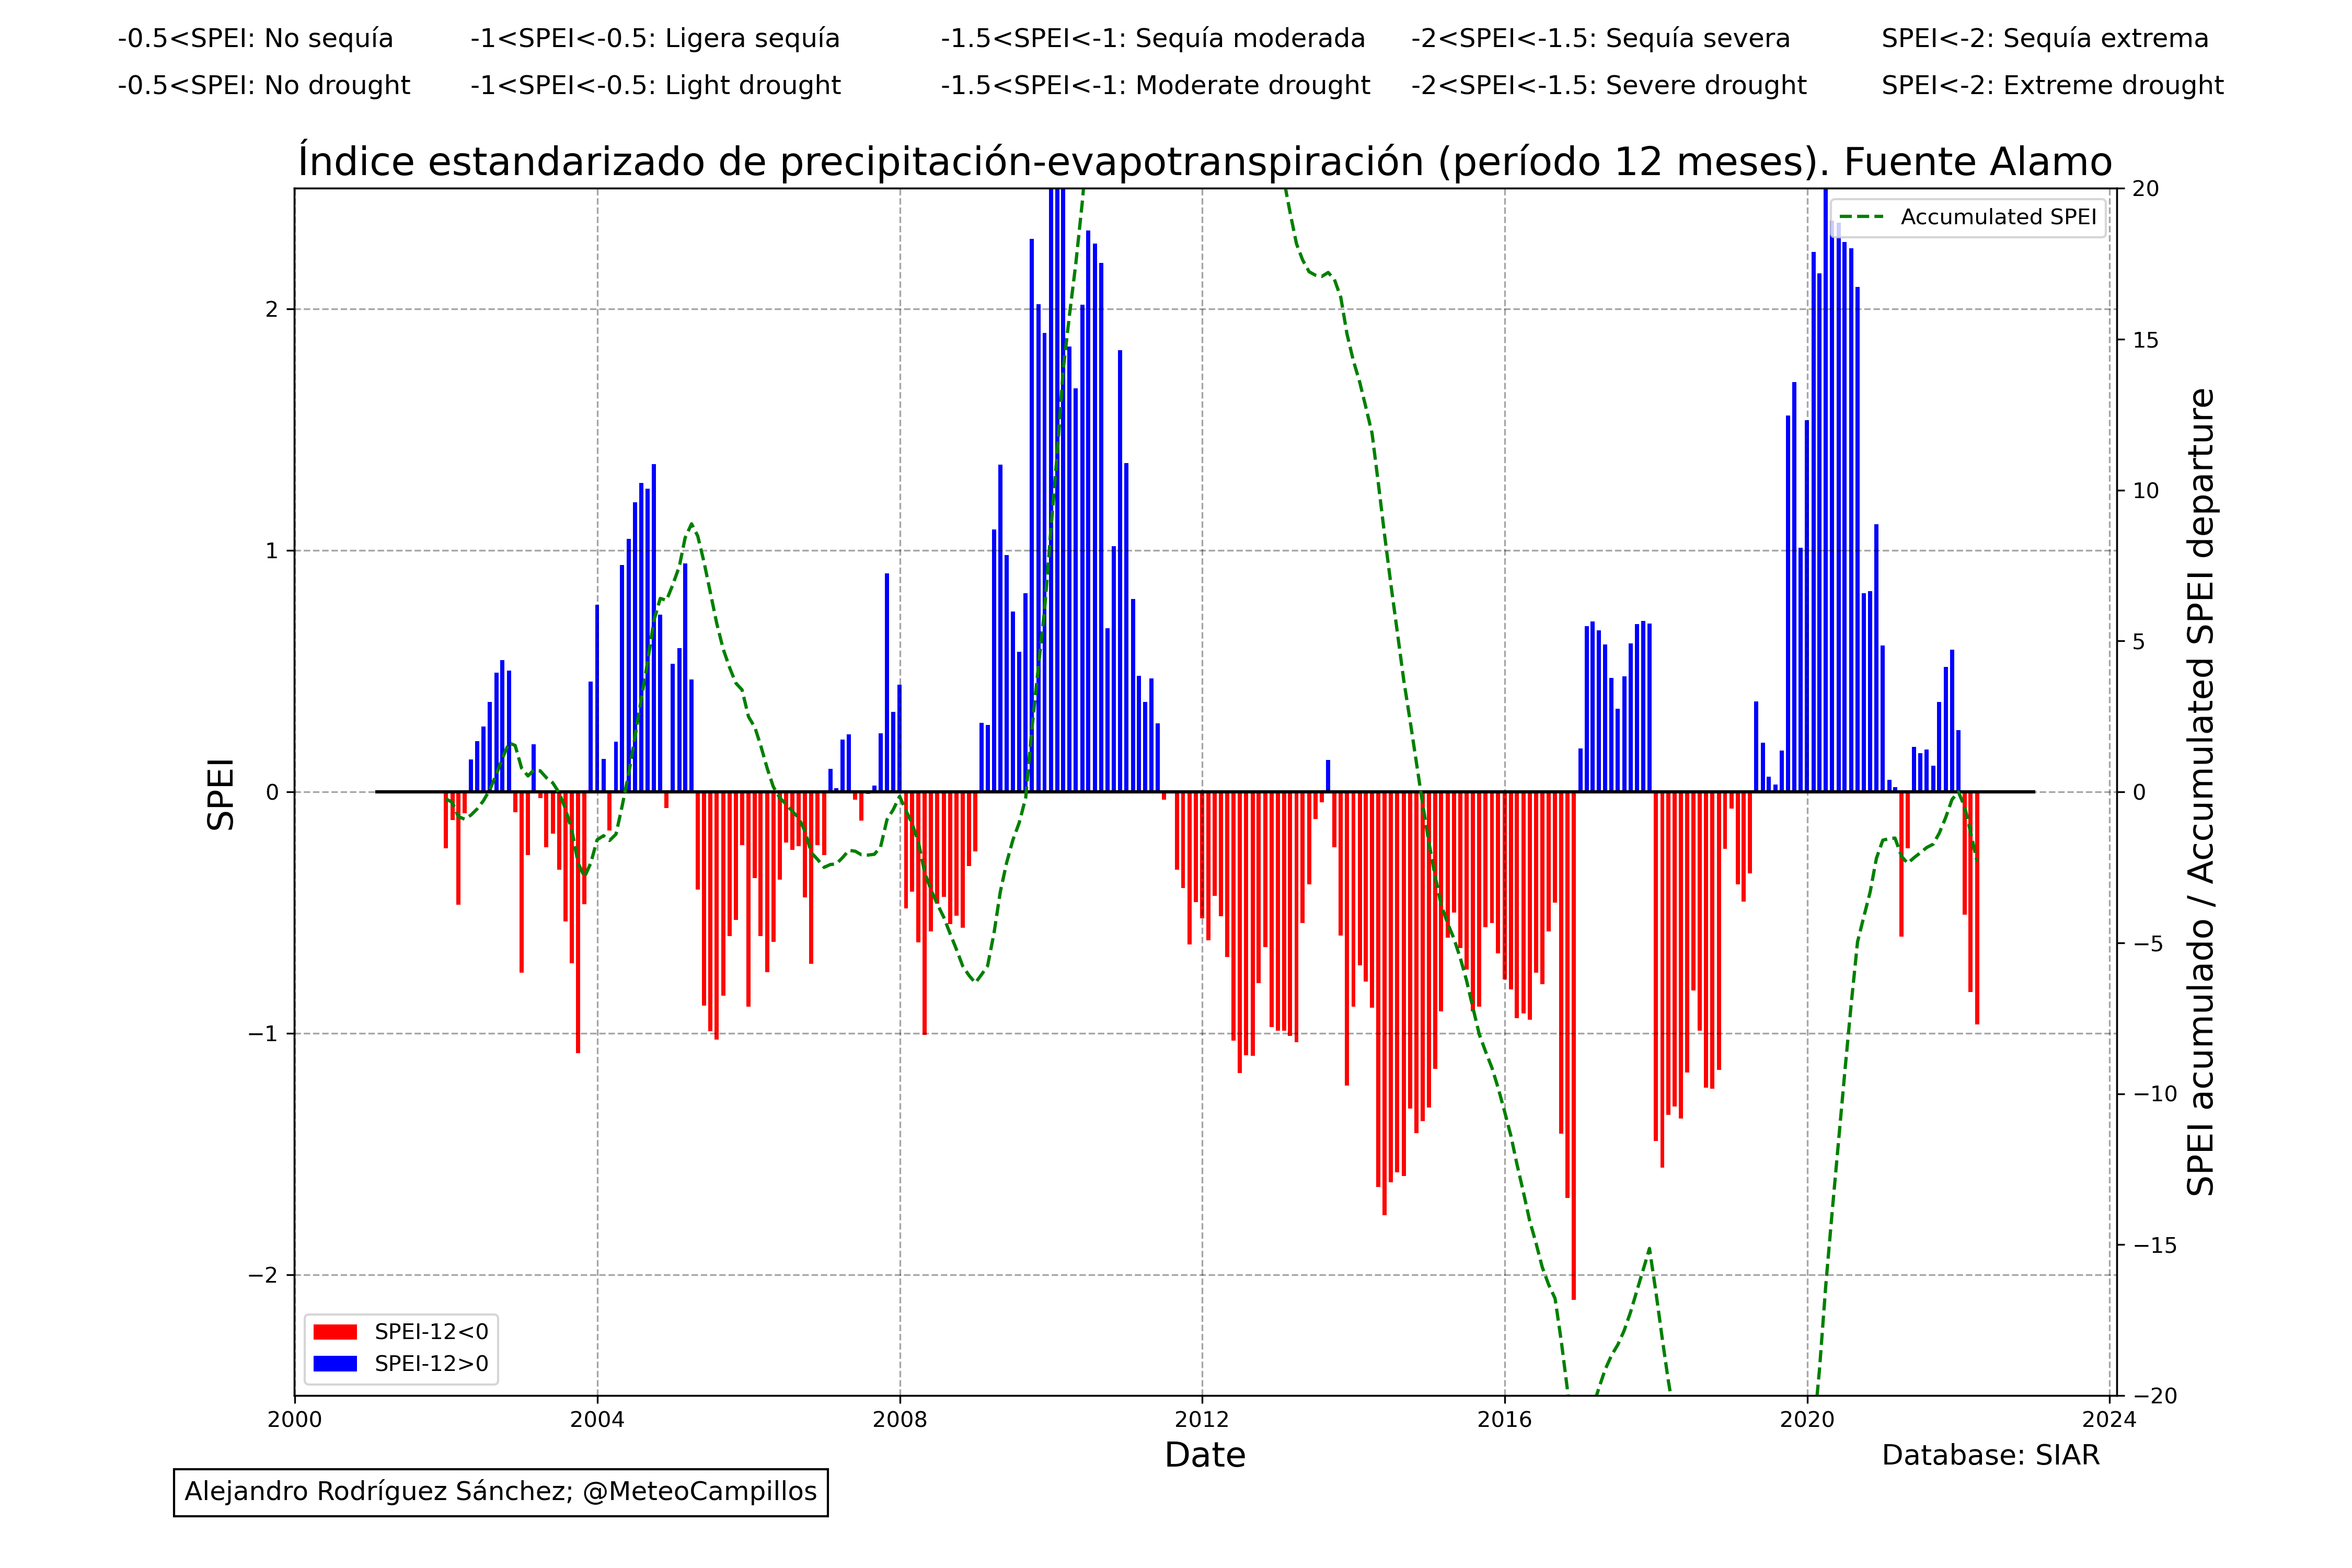 -0.5<SPEI: No sequía -1<SPEI<-0.5: Ligera sequía -1.5<SPEI<-1: Sequía moderada -2<SPEI<-1.5: Sequía severa SPEI<-2: Sequía extrema
-0.5<SPEI: No drought -1<SPEI<-0.5: Light drought -1.5<SPEI<-1: Moderate drought -2<SPEI<-1.5: Severe drought SPEI<-2: Extreme drought
Índice estandarizado de precipitación-evapotranspiración (período 12 meses). Fuente Alamo
Accumulated SPEI
SPEI
2
1
0
−1
−2
20
15
10
5
0
−5
−10
−15
−20
SPEI acumulado / Accumulated SPEI departure
SPEI-12<0
SPEI-12>0
2000 2004 2008 2012 2016 2020 2024
Date
Database: SIAR
Alejandro Rodríguez Sánchez; @MeteoCampillos